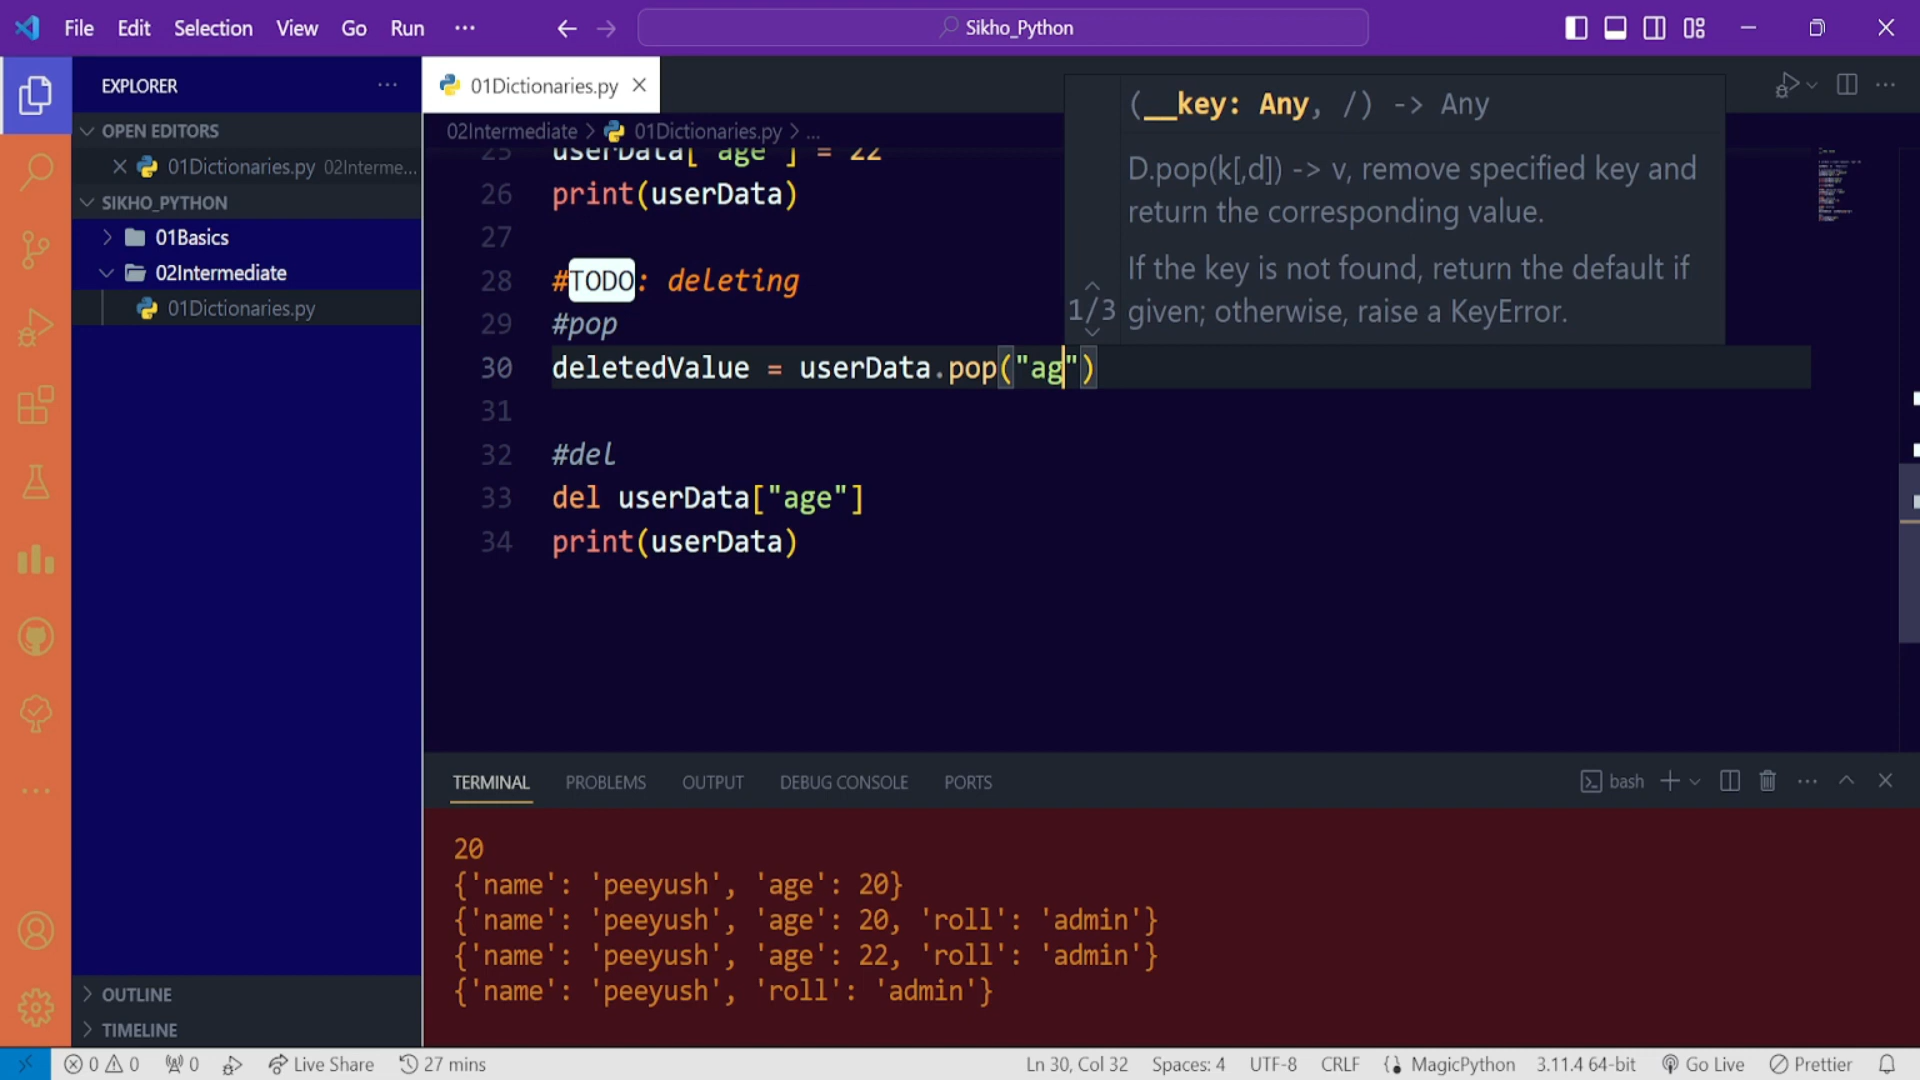 File Edit Selection View Go Run ...
Sikho_Python
EXPLORER
OPEN EDITORS
01Dictionaries.py 02Interme...
SIKHO_PYTHON
01Basics
02Intermediate
01Dictionaries.py
OUTLINE
TIMELINE
01Dictionaries.py
02Intermediate > 01Dictionaries.py > ...
25 userData["age"] = 22
26 print(userData)
27
28 #TODO: deleting
29 #pop
30 deletedValue = userData.pop("ag")
31
32 #del
33 del userData["age"]
34 print(userData)
(__key: Any, /) -> Any
D.pop(k[,d]) -> v, remove specified key and
return the corresponding value.
If the key is not found, return the default if
1/3 given; otherwise, raise a KeyError.
TERMINAL PROBLEMS OUTPUT DEBUG CONSOLE PORTS
bash
20
{'name': 'peeyush', 'age': 20}
{'name': 'peeyush', 'age': 20, 'roll': 'admin'}
{'name': 'peeyush', 'age': 22, 'roll': 'admin'}
{'name': 'peeyush', 'roll': 'admin'}
0 0 0 Live Share 27 mins Ln 30, Col 32 Spaces: 4 UTF-8 CRLF MagicPython 3.11.4 64-bit Go Live Prettier